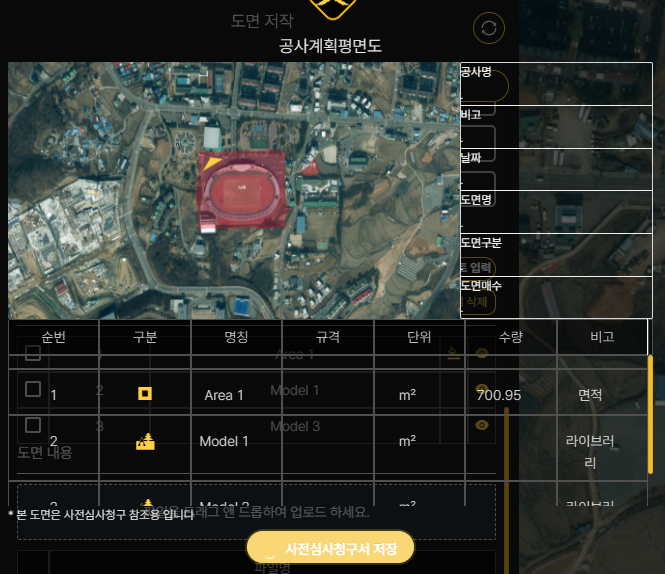 도면 저작
공사계획평면도
공사명
비고
날짜
도면명
도면구분
트 입력
도면매수
삭제
순번 구분 명칭 규격 단위 수량 비고
Area 1
1 Area 1 m² 700.95 면적
2 Model 1
2 Model 1 m² 라이브러리
3 Model 3
도면 내용
* 본 도면은 사전심사청구 참조용 입니다
드래그 앤 드롭하여 업로드 하세요.
사전심사청구서 저장
파일명